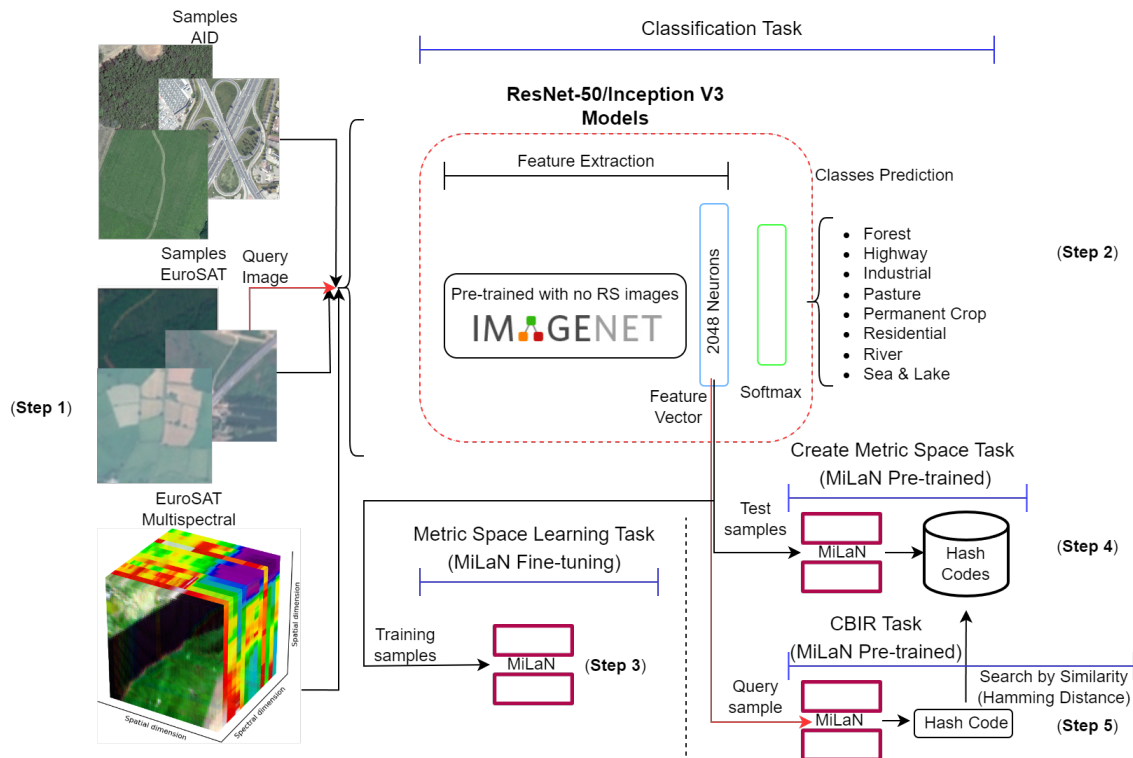 Samples
AID
Classification Task
ResNet-50/Inception V3
Models
Feature Extraction
Classes Prediction
Samples
EuroSAT
Query
Image
Pre-trained with no RS images
IMAGENET
2048 Neurons
Softmax
Feature
Vector
• Forest
• Highway
• Industrial
• Pasture
• Permanent Crop
• Residential
• River
• Sea & Lake
(Step 2)
(Step 1)
EuroSAT
Multispectral
Spatial dimension
Spatial dimension
Spectral dimension
Metric Space Learning Task
(MiLaN Fine-tuning)
Training
samples
MiLaN
(Step 3)
Create Metric Space Task
(MiLaN Pre-trained)
Test
samples
MiLaN
Hash
Codes
(Step 4)
CBIR Task
(MiLaN Pre-trained)
Search by Similarity
(Hamming Distance)
Query
sample
MiLaN
Hash Code
(Step 5)